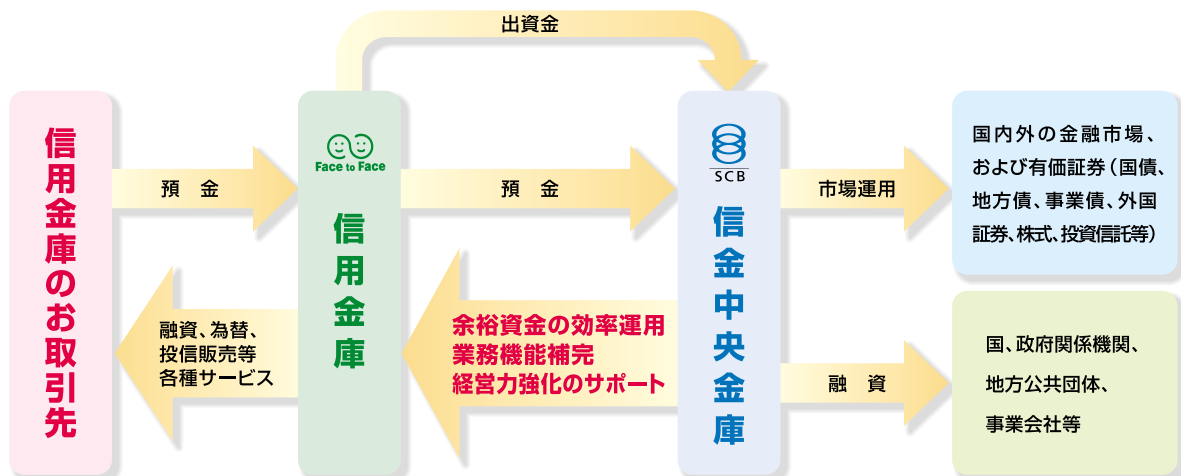 出資金
信用金庫のお取引先
預 金
融資、為替、
投信販売等
各種サービス
Face to Face
信用金庫
預 金
余裕資金の効率運用
業務機能補完
経営力強化のサポート
SCB
信金中央金庫
市場運用
融 資
国内外の金融市場、
および有価証券(国債、
地方債、事業債、外国
証券、株式、投資信託等)
国、政府関係機関、
地方公共団体、
事業会社等